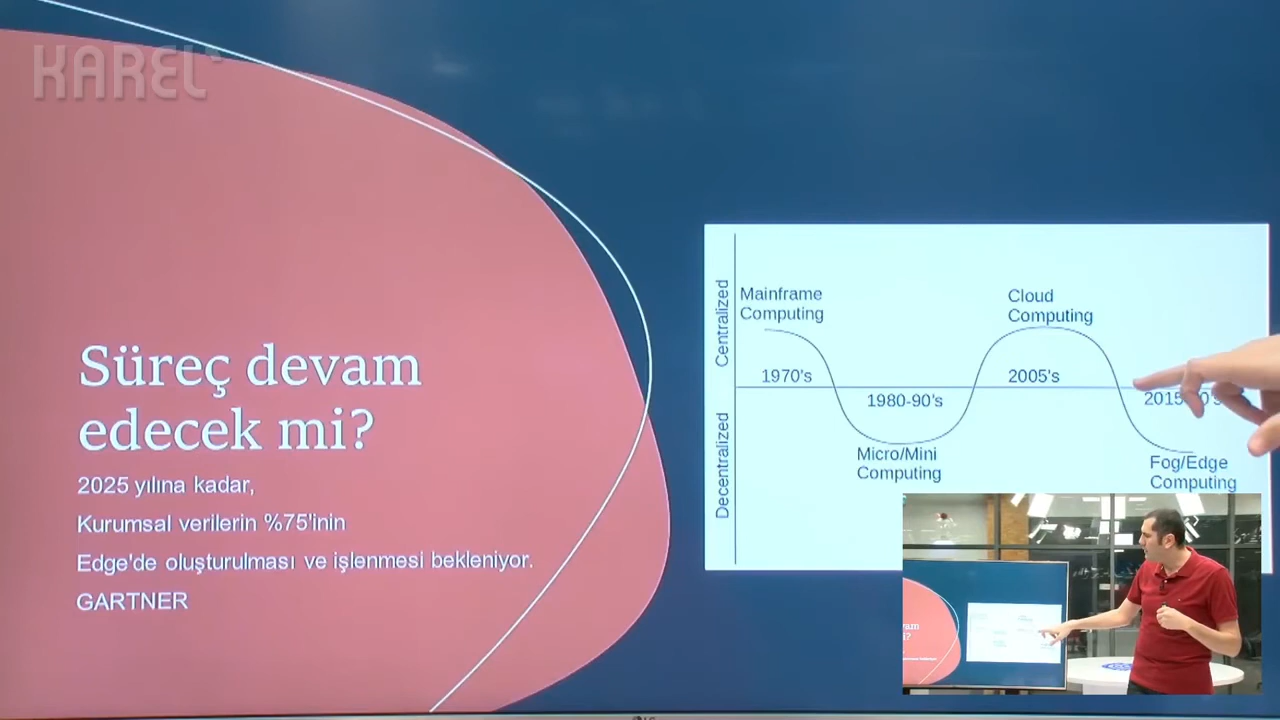 KAREL
Süreç devam
edecek mi?
2025 yılına kadar,
Kurumsal verilerin %75'inin
Edge'de oluşturulması ve işlenmesi bekleniyor.
GARTNER
Centralized
Decentralized
Mainframe
Computing
1970's
1980-90's
Micro/Mini
Computing
Cloud
Computing
2005's
Fog/Edge
Computing
LG